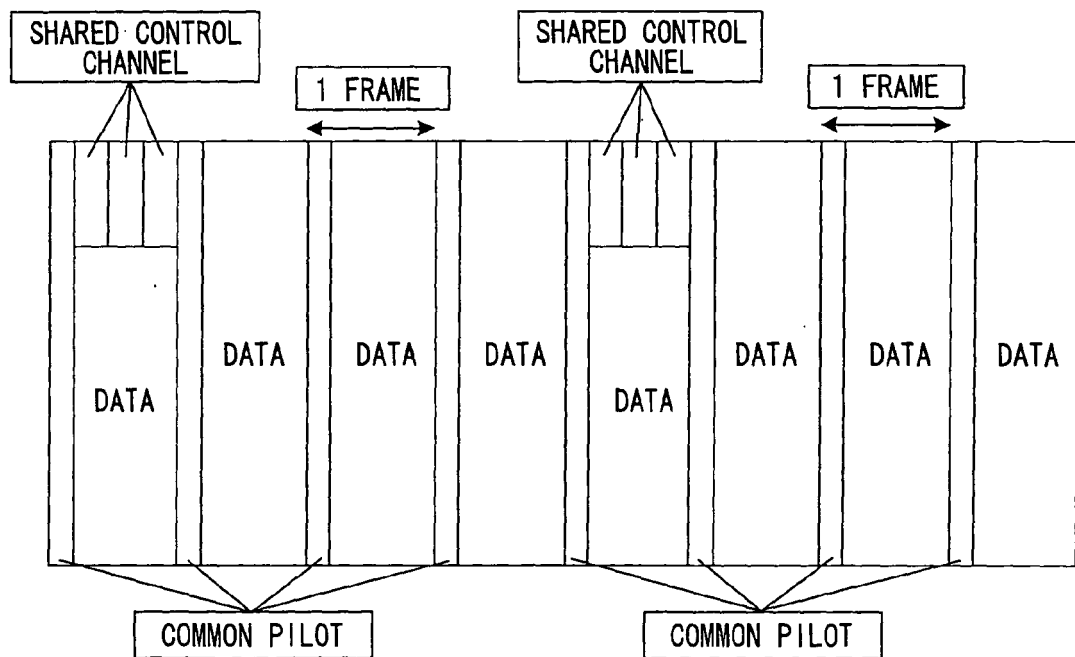 SHARED CONTROL
CHANNEL
SHARED CONTROL
CHANNEL
1 FRAME
1 FRAME
DATA
DATA
DATA
DATA
DATA
DATA
DATA
DATA
COMMON PILOT
COMMON PILOT